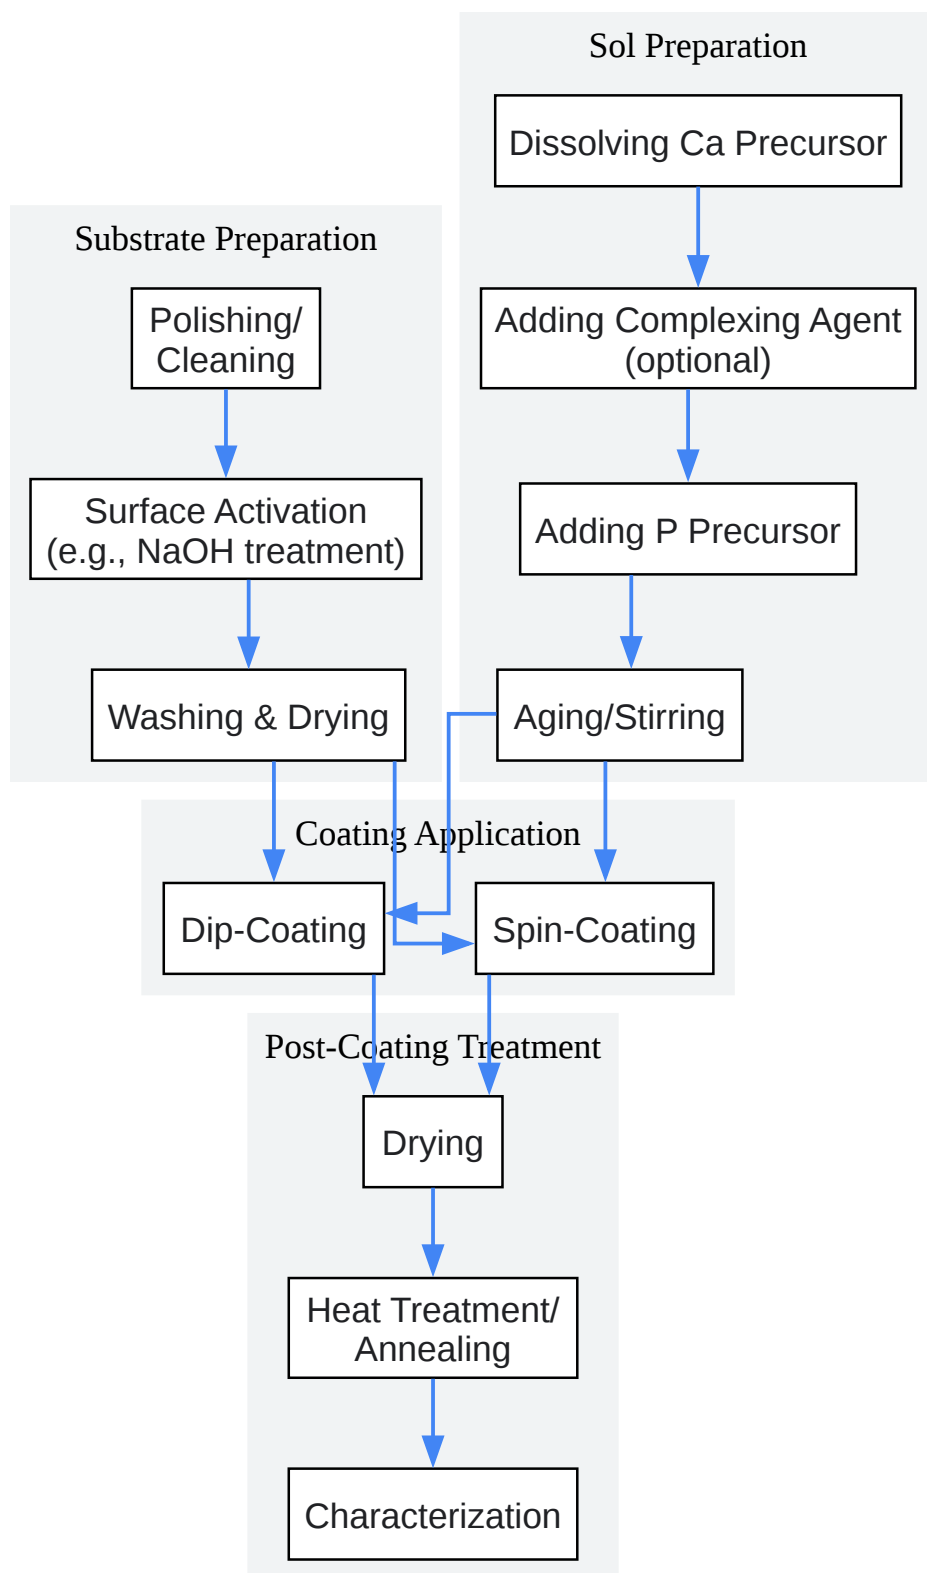 Sol Preparation
Dissolving Ca Precursor
Adding Complexing Agent
(optional)
Adding P Precursor
Aging/Stirring
Substrate Preparation
Polishing/
Cleaning
Surface Activation
(e.g., NaOH treatment)
Washing & Drying
Coating Application
Dip-Coating
Spin-Coating
Post-Coating Treatment
Drying
Heat Treatment/
Annealing
Characterization